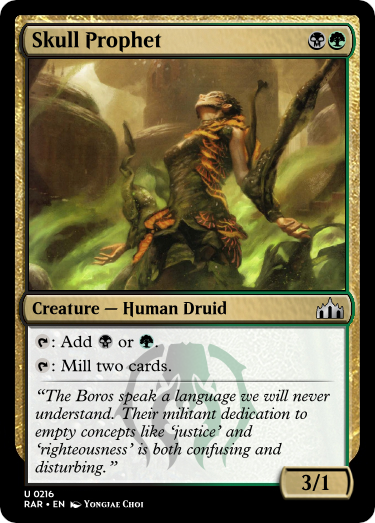 Skull Prophet
Creature — Human Druid
: Add or .
: Mill two cards.
“The Boros speak a language we will never
understand. Their militant dedication to
empty concepts like ‘justice’ and
‘righteousness’ is both confusing and
disturbing.”
3/1
U 0216
RAR • EN Yongjae Choi